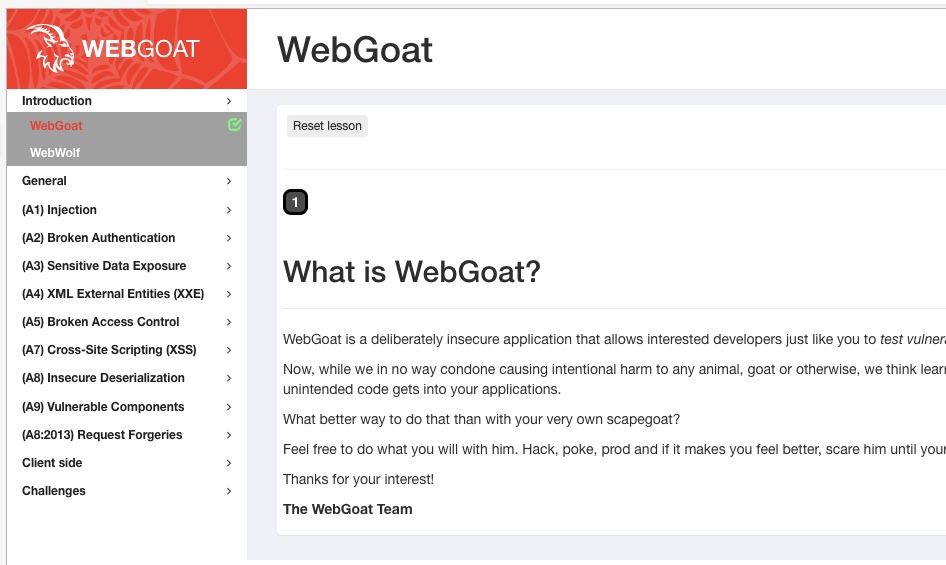 WEBGOAT
WebGoat
Introduction
WebGoat
WebWolf
General
(A1) Injection
(A2) Broken Authentication
(A3) Sensitive Data Exposure
(A4) XML External Entities (XXE)
(A5) Broken Access Control
(A7) Cross-Site Scripting (XSS)
(A8) Insecure Deserialization
(A9) Vulnerable Components
(A8:2013) Request Forgeries
Client side
Challenges
Reset lesson
1
What is WebGoat?
WebGoat is a deliberately insecure application that allows interested developers just like you to test
Now, while we in no way condone causing intentional harm to any animal, goat or otherwise, we think
unintended code gets into your applications.
What better way to do that than with your very own scapegoat?
Feel free to do what you will with him. Hack, poke, prod and if it makes you feel better, scare him until
Thanks for your interest!
The WebGoat Team